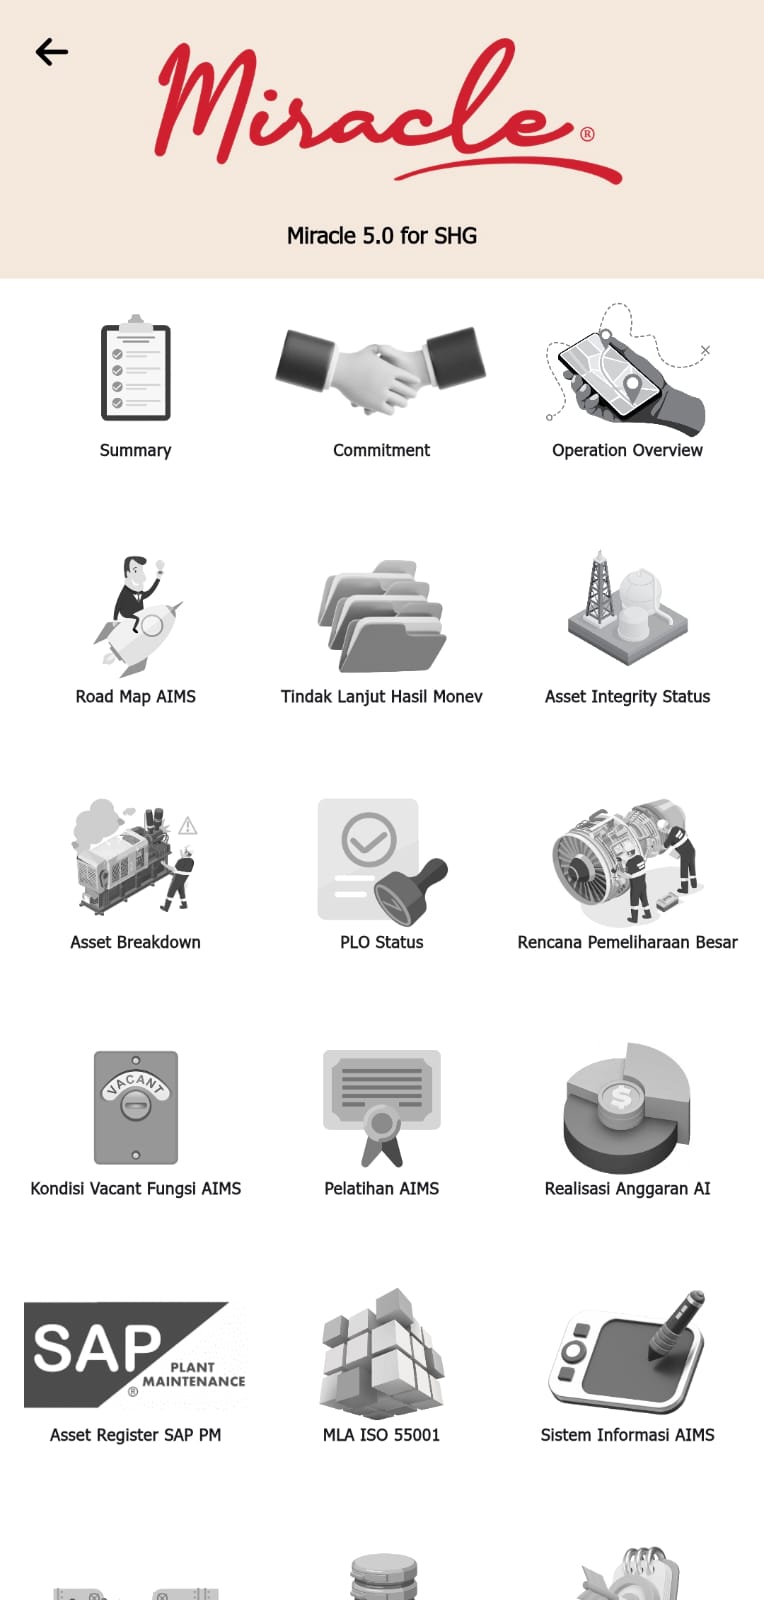 Miracle®
Miracle 5.0 for SHG
Summary
Commitment
Operation Overview
Road Map AIMS
Tindak Lanjut Hasil Monev
Asset Integrity Status
Asset Breakdown
PLO Status
Rencana Pemeliharaan Besar
VACANT
Kondisi Vacant Fungsi AIMS
Pelatihan AIMS
$
Realisasi Anggaran AI
SAP
PLANT
® MAINTENANCE
Asset Register SAP PM
MLA ISO 55001
Sistem Informasi AIMS